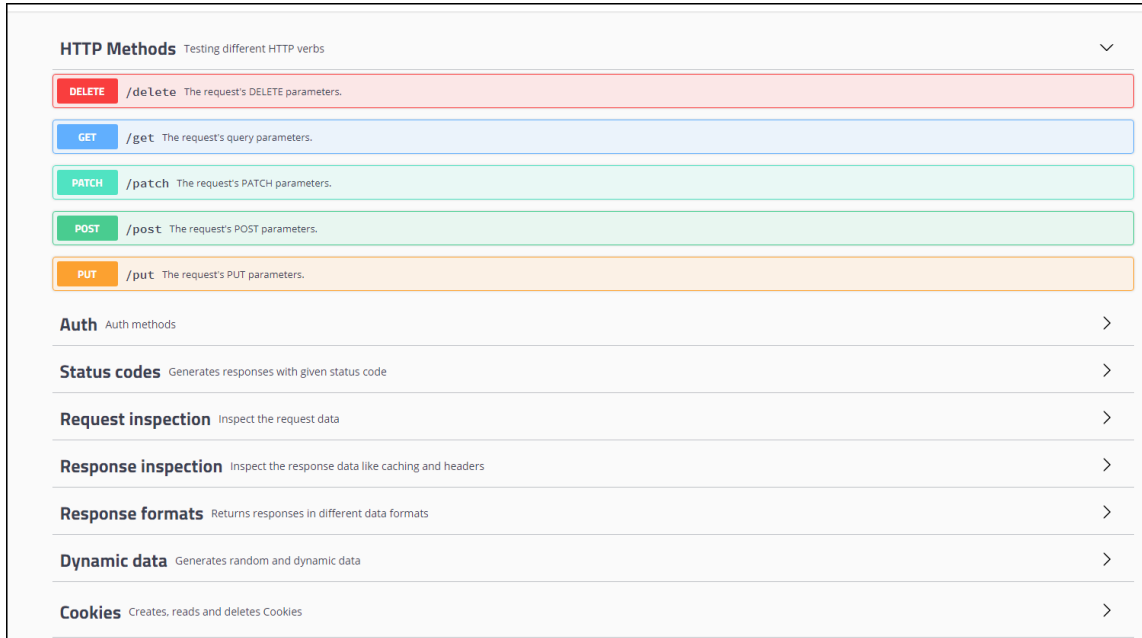 HTTP Methods Testing different HTTP verbs
DELETE /delete The request's DELETE parameters.
GET /get The request's query parameters.
PATCH /patch The request's PATCH parameters.
POST /post The request's POST parameters.
PUT /put The request's PUT parameters.
Auth Auth methods
Status codes Generates responses with given status code
Request inspection Inspect the request data
Response inspection Inspect the response data like caching and headers
Response formats Returns responses in different data formats
Dynamic data Generates random and dynamic data
Cookies Creates, reads and deletes Cookies